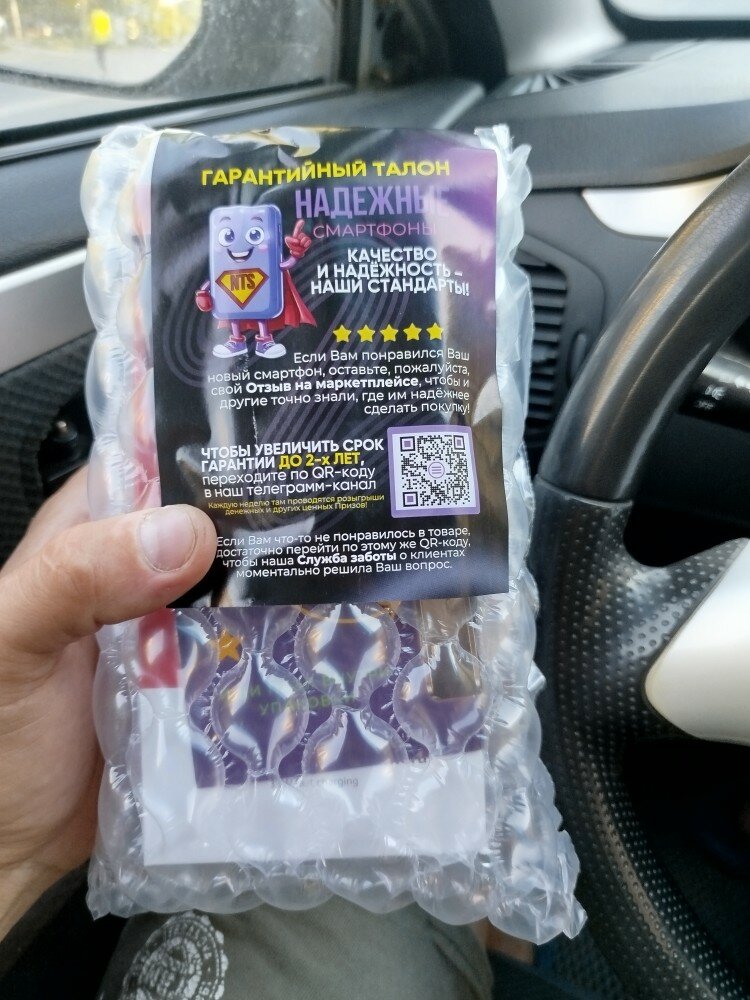 ГАРАНТИЙНЫЙ ТАЛОН
НАДЕЖНЫЕ
СМАРТФОНЫ
NTS
КАЧЕСТВО
И НАДЁЖНОСТЬ –
НАШИ СТАНДАРТЫ!
Если Вам понравился Ваш
новый смартфон, оставьте, пожалуйста,
свой Отзыв на маркетплейсе, чтобы и
другие точно знали, где им надёжнее
сделать покупку!
ЧТОБЫ УВЕЛИЧИТЬ СРОК
ГАРАНТИИ ДО 2-х ЛЕТ,
переходите по QR-коду
в наш телеграмм-канал
Каждую неделю там проводятся розыгрыши
денежных и других ценных Призов!
Если Вам что-то не понравилось в товаре,
достаточно перейти по этому же QR-коду,
чтобы наша Служба заботы о клиентах
моментально решила Ваш вопрос.
charging
OFF